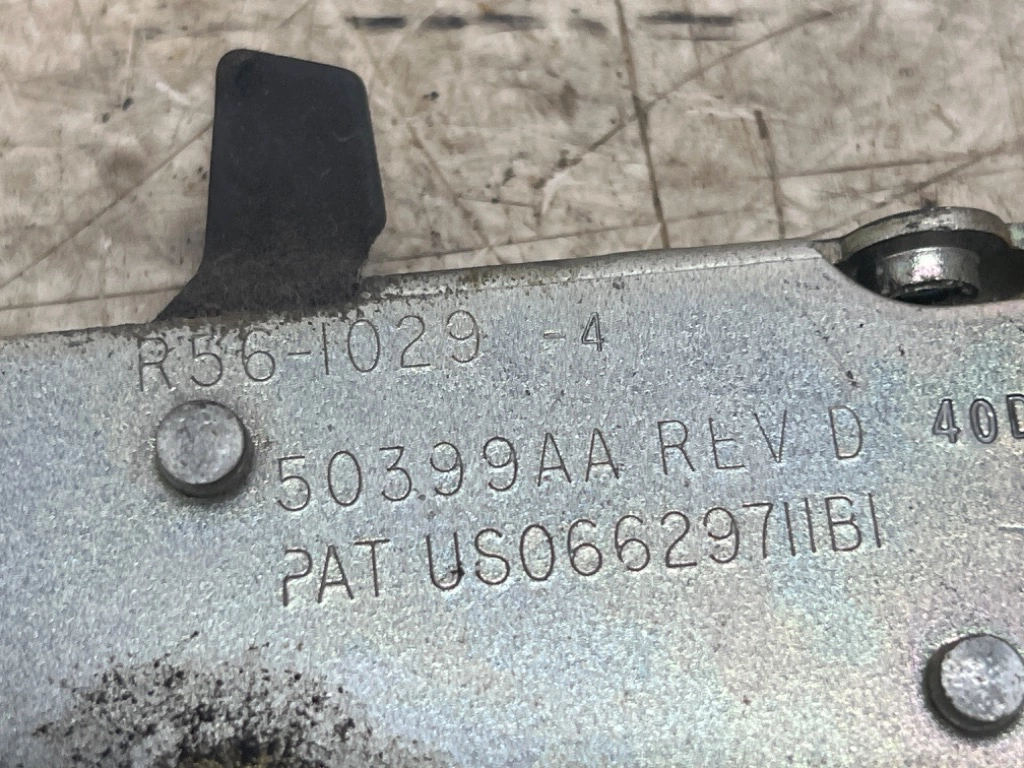 R56-1029 -4
50399AA REV D 40D
PAT US06629711B1